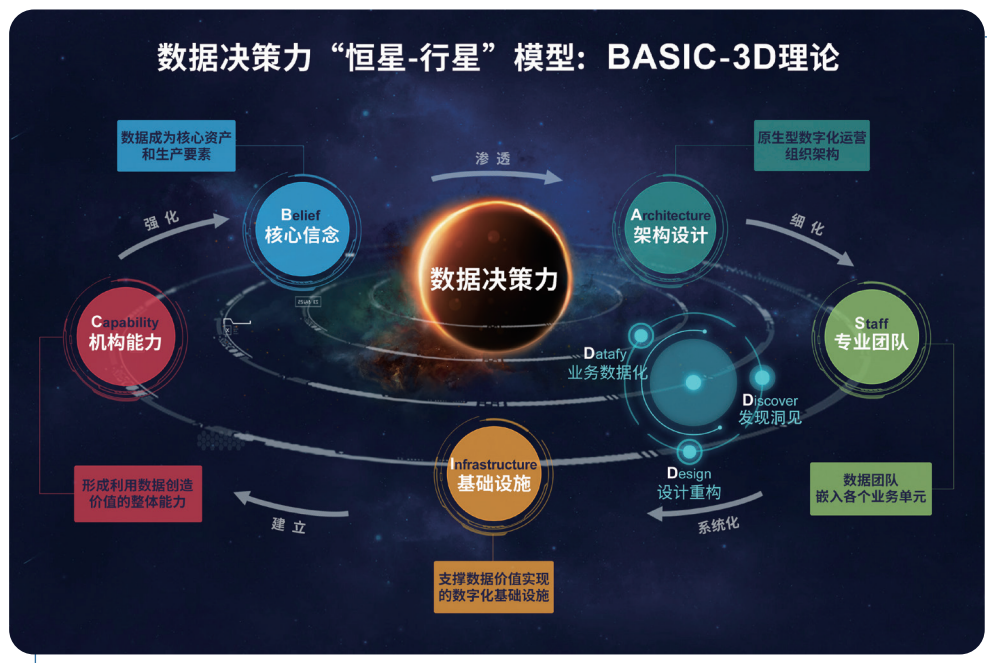 数据决策力“恒星-行星”模型：BASIC-3D理论
数据成为核心资产
和生产要素
渗透
原生型数字化运营
组织架构
强化
Belief
核心信念
Architecture
架构设计
细化
数据决策力
Capability
机构能力
Staff
专业团队
Datafy
业务数据化
Discover
发现洞见
Infrastructure
基础设施
Design
设计重构
形成利用数据创造
价值的整体能力
数据团队
嵌入各个业务单元
建立
系统化
支撑数据价值实现
的数字化基础设施